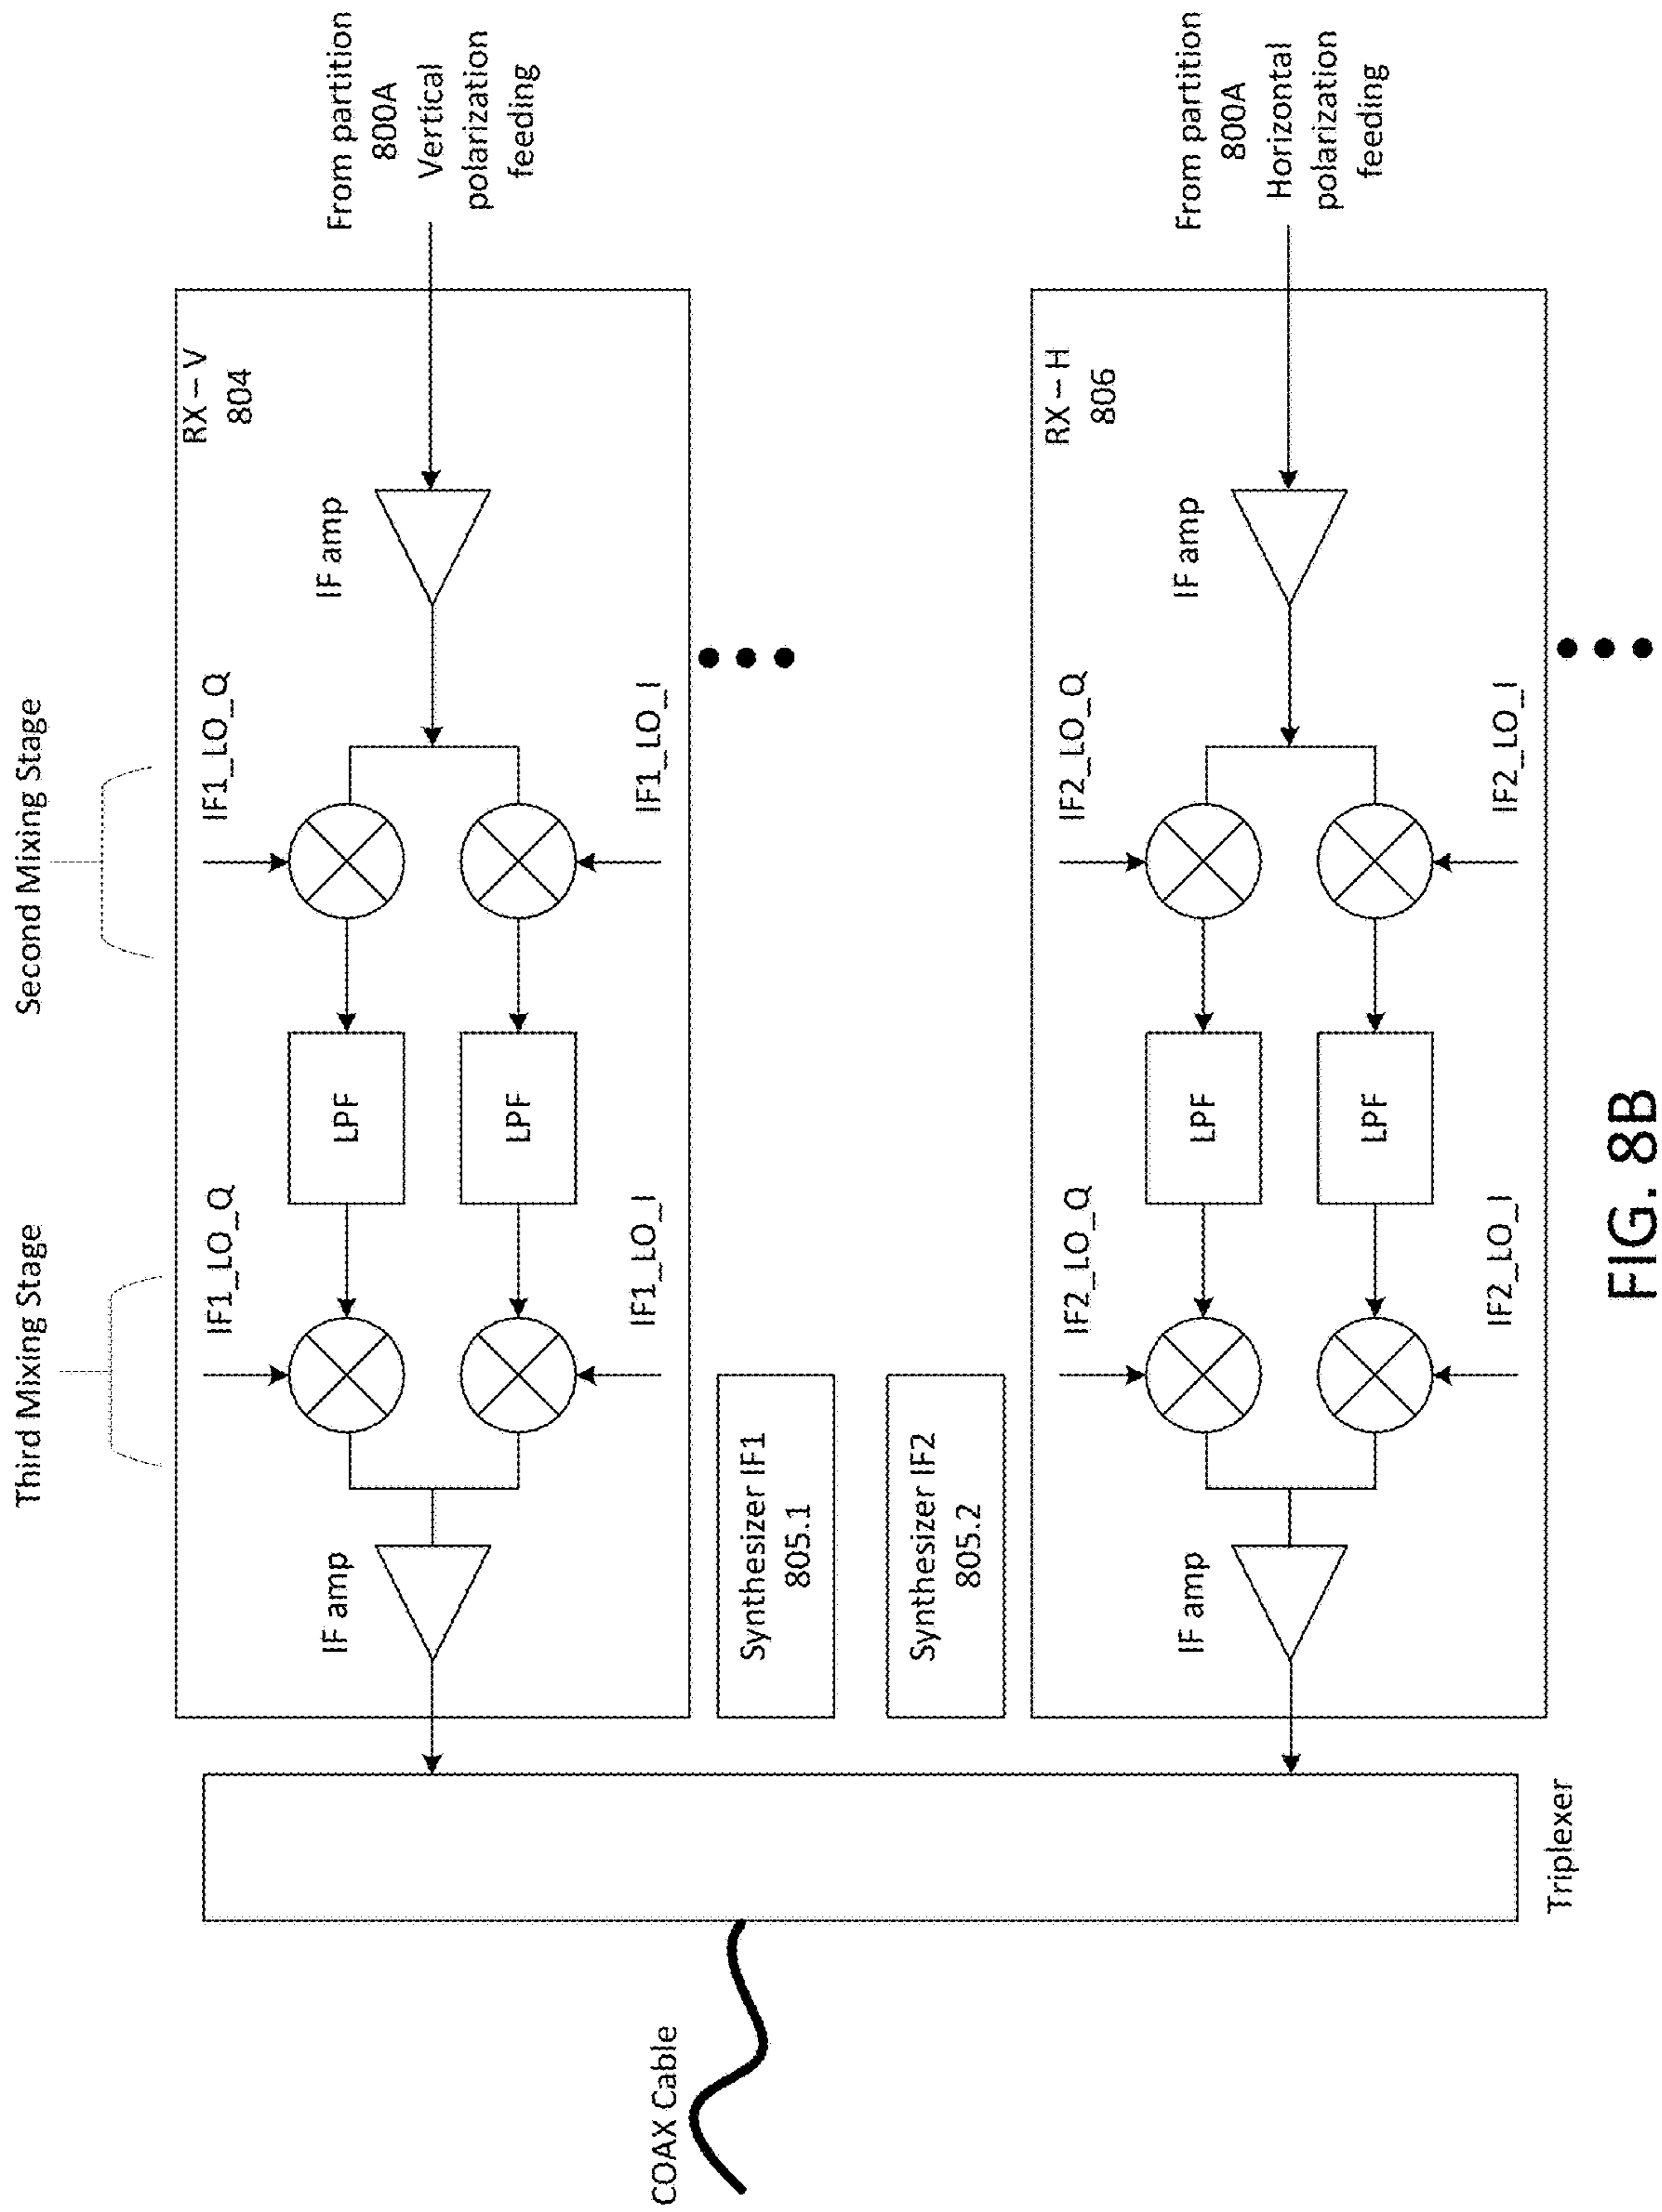 Third Mixing Stage
Second Mixing Stage
RX – V
804
IF1_LO_Q
IF1_LO_Q
IF amp
LPF
IF amp
From partition
800A
Vertical
polarization
feeding
LPF
IF1_LO_I
IF1_LO_I
COAX Cable
Synthesizer IF1
805.1
Synthesizer IF2
805.2
RX – H
806
IF2_LO_Q
IF2_LO_Q
IF amp
LPF
IF amp
From partition
800A
Horizontal
polarization
feeding
LPF
IF2_LO_I
IF2_LO_I
Triplexer
FIG. 8B